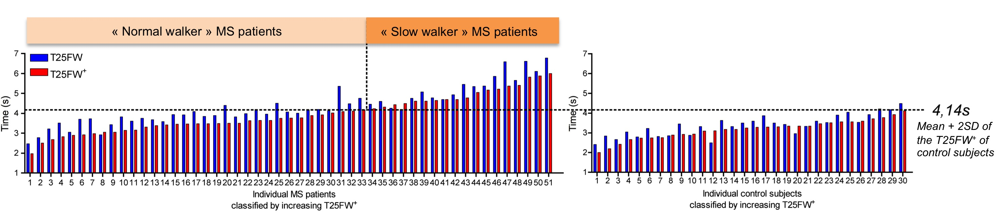 « Normal walker » MS patients
« Slow walker » MS patients
7
6
5
4
3
2
1
Time (s)
T25FW
T25FW⁺
1 2 3 4 5 6 7 8 9 10 11 12 13 14 15 16 17 18 19 20 21 22 23 24 25 26 27 28 29 30 31 32 33 34 35 36 37 38 39 40 41 42 43 44 45 46 47 48 49 50 51
Individual MS patients
classified by increasing T25FW⁺
7
6
5
4
3
2
1
Time (s)
1 2 3 4 5 6 7 8 9 10 11 12 13 14 15 16 17 18 19 20 21 22 23 24 25 26 27 28 29 30
Individual control subjects
classified by increasing T25FW⁺
4,14s
Mean + 2SD of
the T25FW⁺ of
control subjects